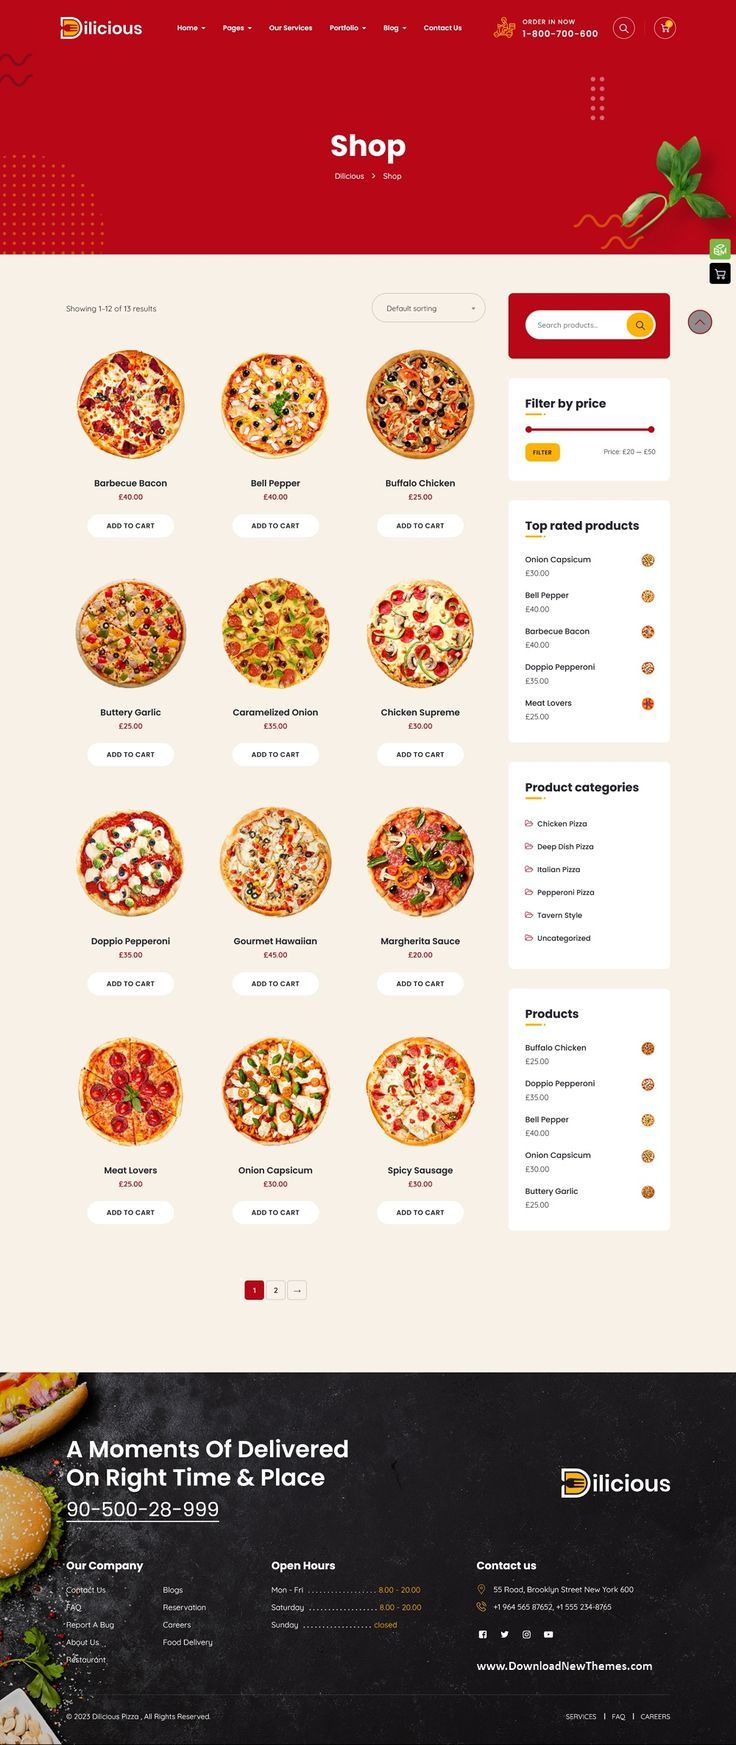 Dilicious
Home Pages Our Services Portfolio Blog Contact Us
ORDER IN NOW
1-800-700-600
Shop
Dilicious > Shop
Showing 1–12 of 13 results
Default sorting
Search products…
Barbecue Bacon
£40.00
ADD TO CART
Bell Pepper
£40.00
ADD TO CART
Buffalo Chicken
£25.00
ADD TO CART
Buttery Garlic
£25.00
ADD TO CART
Caramelized Onion
£35.00
ADD TO CART
Chicken Supreme
£30.00
ADD TO CART
Doppio Pepperoni
£35.00
ADD TO CART
Gourmet Hawaiian
£45.00
ADD TO CART
Margherita Sauce
£20.00
ADD TO CART
Meat Lovers
£25.00
ADD TO CART
Onion Capsicum
£30.00
ADD TO CART
Spicy Sausage
£30.00
ADD TO CART
1 2 →
Filter by price
FILTER
Price: £20 — £50
Top rated products
Onion Capsicum
£30.00
Bell Pepper
£40.00
Barbecue Bacon
£40.00
Doppio Pepperoni
£35.00
Meat Lovers
£25.00
Product categories
Chicken Pizza
Deep Dish Pizza
Italian Pizza
Pepperoni Pizza
Tavern Style
Uncategorized
Products
Buffalo Chicken
£25.00
Doppio Pepperoni
£35.00
Bell Pepper
£40.00
Onion Capsicum
£30.00
Buttery Garlic
£25.00
A Moments Of Delivered
On Right Time & Place
90-500-28-999
Dilicious
Our Company
Contact Us
FAQ
Report A Bug
About Us
Restaurant
Blogs
Reservation
Careers
Food Delivery
Open Hours
Mon - Fri .................. 8.00 - 20.00
Saturday .................. 8.00 - 20.00
Sunday .................. closed
Contact us
55 Road, Brooklyn Street New York 600
+1 964 565 87652, +1 555 234-8765
www.DownloadNewThemes.com
© 2023 Dilicious Pizza , All Rights Reserved.
SERVICES | FAQ | CAREERS